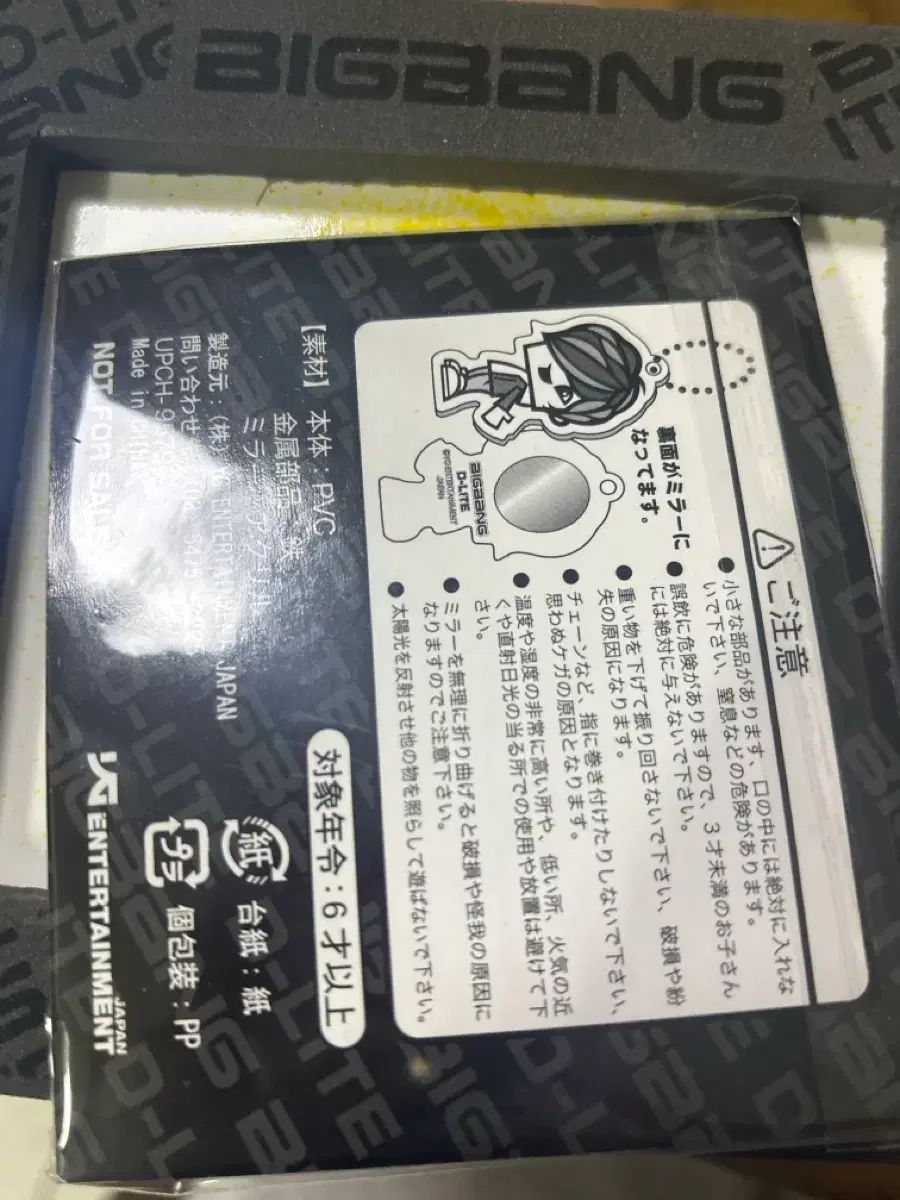 BIGBANG
⚠ご注意
●小さな部品があります、口の中には絶対に入れな
いで下さい、窒息などの危険があります。
●誤飲に危険がありますので、3才未満のお子さん
には絶対に与えないで下さい。
●重い物を下げて振り回さないで下さい、破損や紛
失の原因になります。
●チェーンなど、指に巻き付けたりしないで下さい、
思わぬケガの原因となります。
●温度や湿度の非常に高い所や、低い所、火気の近
くや直射日光の当る所での使用や放置は避けて下
さい。
●ミラーを無理に折り曲げると破損や怪我の原因に
なりますのでご注意下さい。
●太陽光を反射させ他の物を照らして遊ばないで下さい。
裏面がミラーに
なってます。
BIGBANG
D-LITE
ENTERTAINMENT
JAPAN
【素材】 本体：PVC
金属部品：鉄
ミラー：アクリル
製造元：（株） ENTERTAINMENT JAPAN
問い合わせ
UPCH-9
Made in CHINA
NOT FOR SALE
対象年令：6才以上
紙 台紙：紙
プラ 個包装：PP
YG ENTERTAINMENT
JAPAN